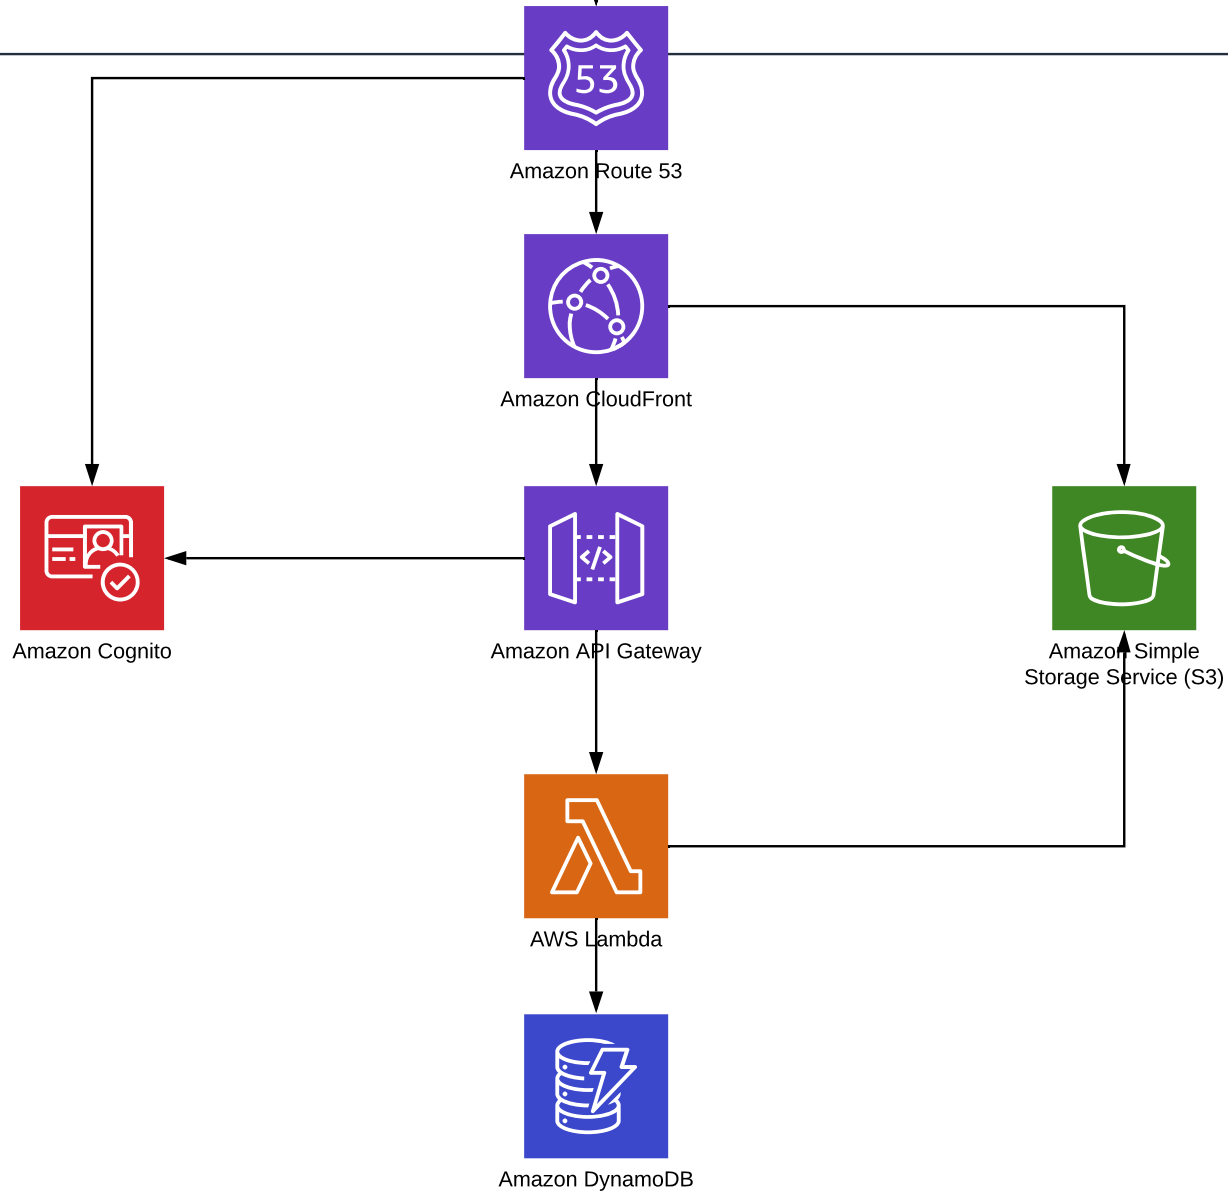 53
Amazon Route 53
Amazon CloudFront
</>
Amazon Cognito
Amazon API Gateway
Amazon Simple
Storage Service (S3)
AWS Lambda
Amazon DynamoDB